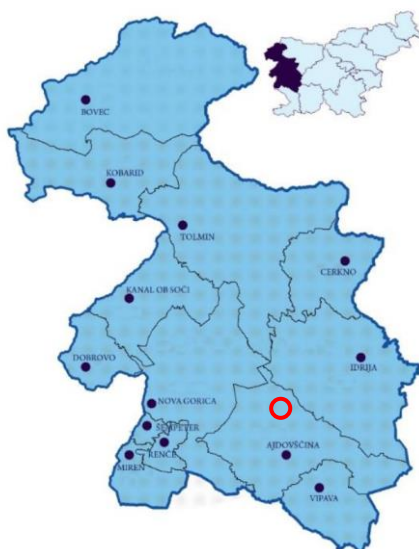 BOVEC
KOBARID
TOLMIN
CERKNO
KANAL OB SOČI
DOBROVO
IDRIJA
NOVA GORICA
ŠEMPETER
RENČE
AJDOVŠČINA
MIREN
VIPAVA